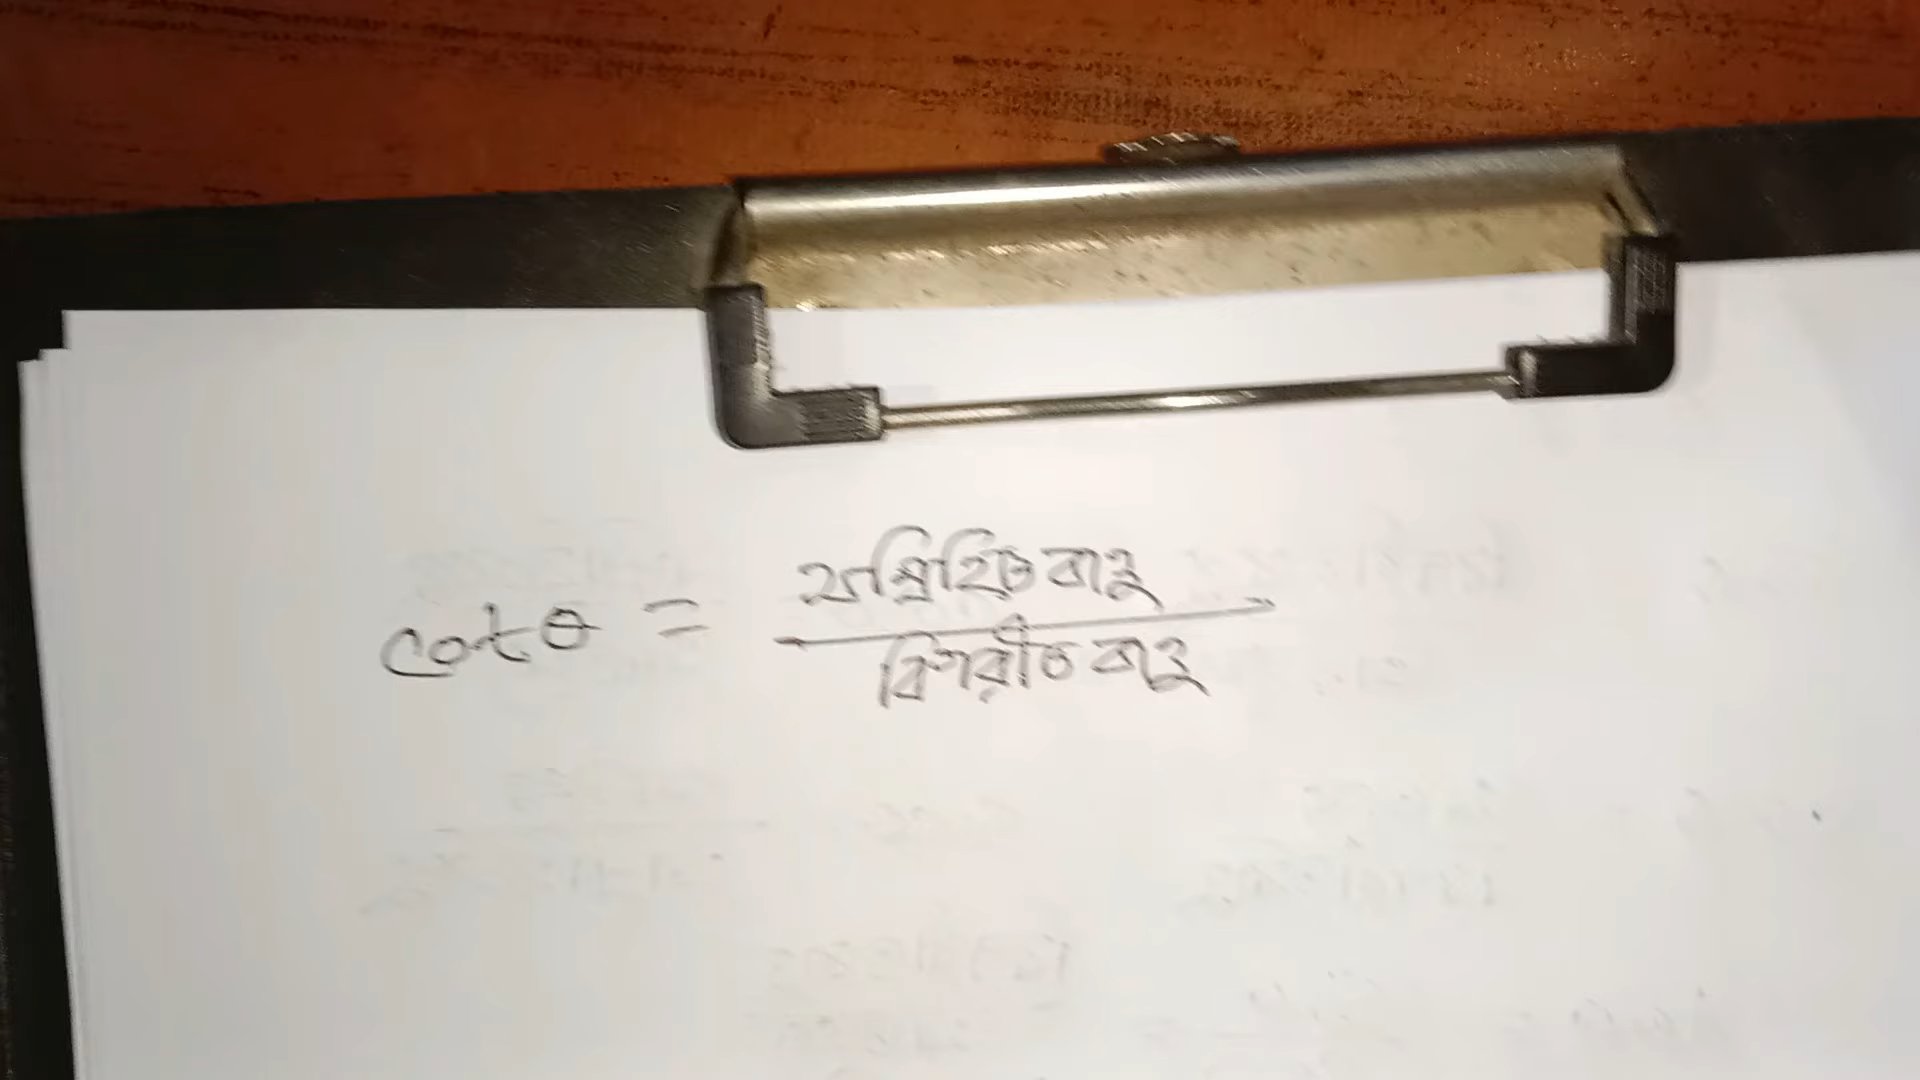 cotθ = সন্নিহিত বাহু
বিপরীত বাহু